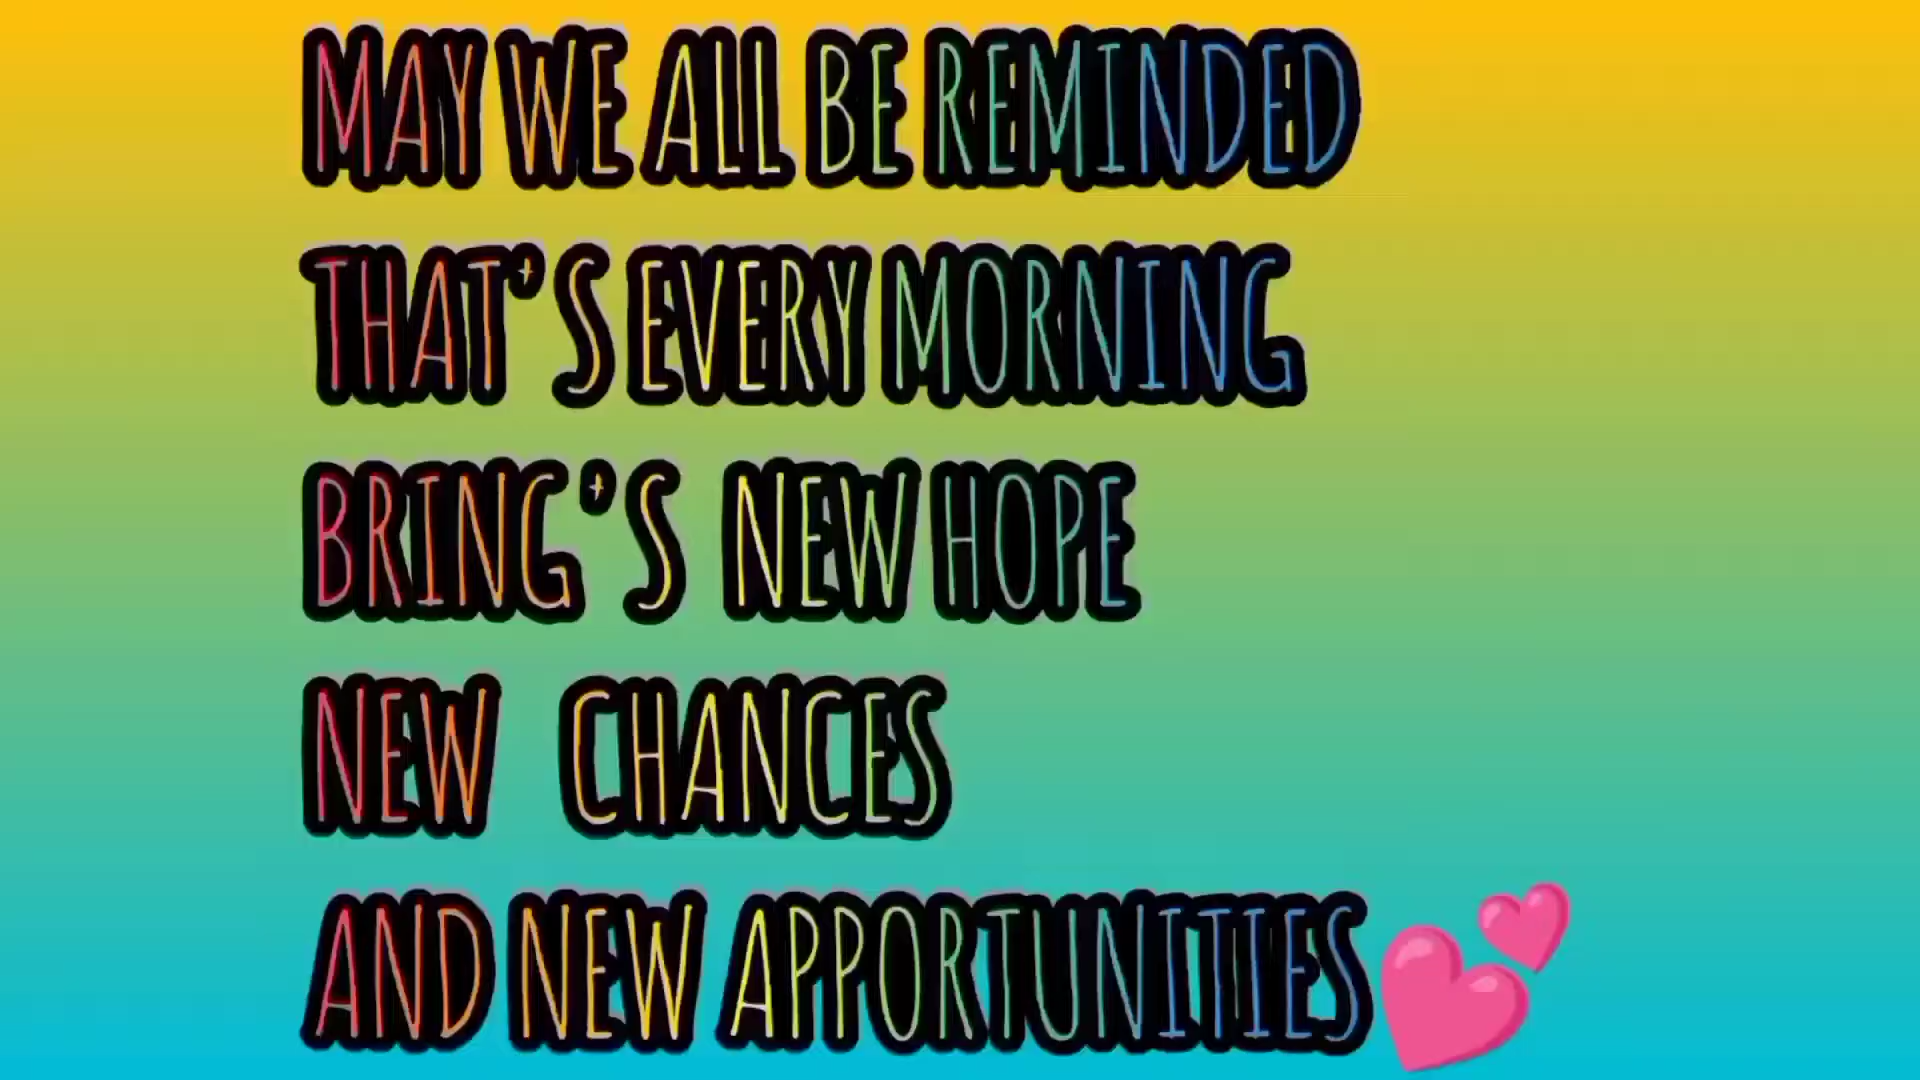 MAY WE ALL BE REMINDED
THAT'S EVERY MORNING
BRING'S NEW HOPE
NEW CHANCES
AND NEW APPORTUNITIES💕